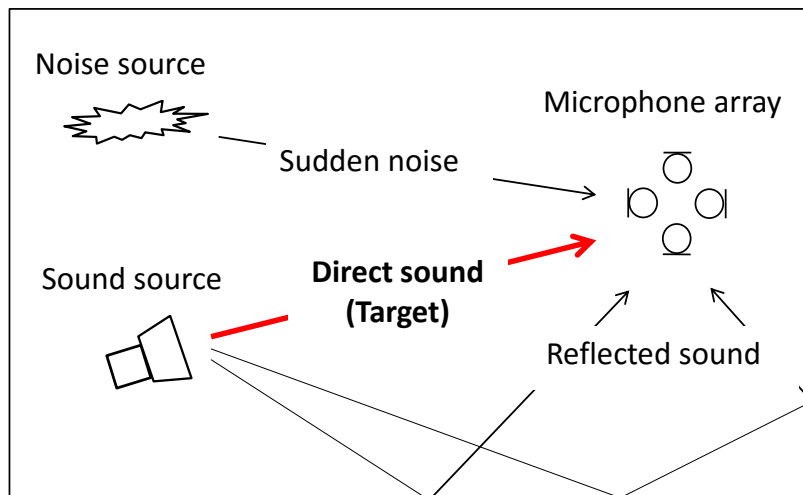 Noise source
Microphone array
Sudden noise
Sound source
Direct sound
(Target)
Reflected sound